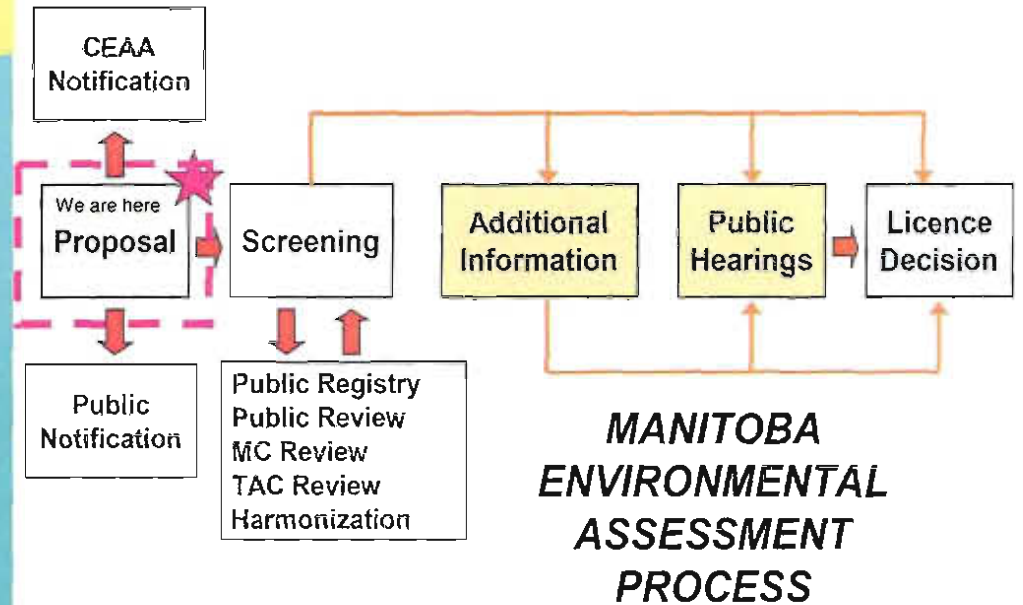 CEAA
Notification
We are here
Proposal
Screening
Additional
Information
Public
Hearings
Licence
Decision
Public
Notification
Public Registry
Public Review
MC Review
TAC Review
Harmonization
MANITOBA
ENVIRONMENTAL
ASSESSMENT
PROCESS